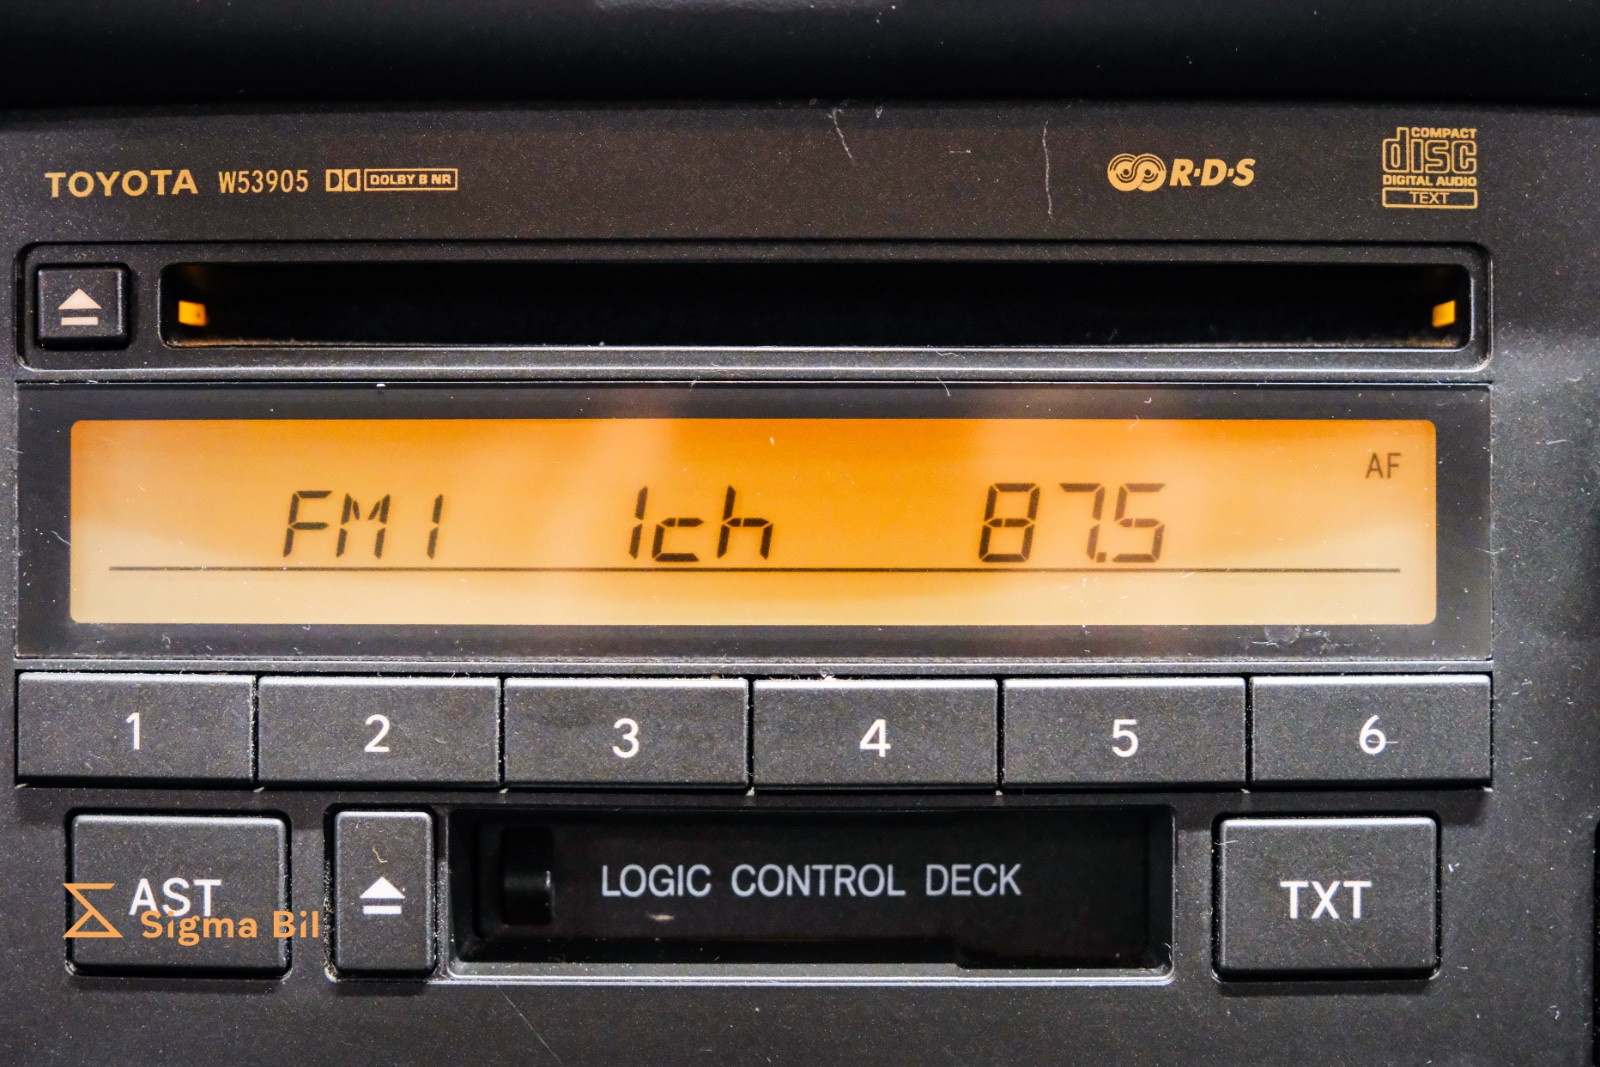 TOYOTA W53905 DOLBY B NR R·D·S COMPACT
disc
DIGITAL AUDIO
TEXT
AF
FM1 1ch 87.5
1 2 3 4 5 6
AST LOGIC CONTROL DECK TXT
Sigma Bil